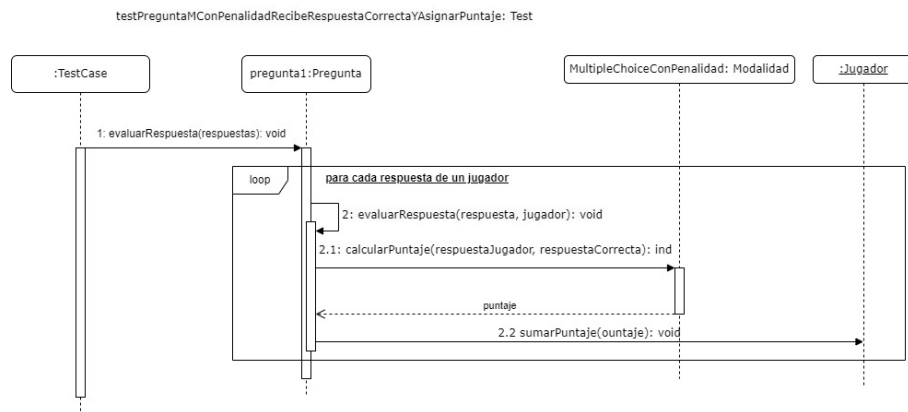 testPreguntaMConPenalidadRecibeRespuestaCorrectaYAsignarPuntaje: Test
:TestCase
pregunta1:Pregunta
MultipleChoiceConPenalidad: Modalidad
:Jugador
1: evaluarRespuesta(respuestas): void
loop
para cada respuesta de un jugador
2: evaluarRespuesta(respuesta, jugador): void
2.1: calcularPuntaje(respuestaJugador, respuestaCorrecta): ind
puntaje
2.2 sumarPuntaje(ountaje): void